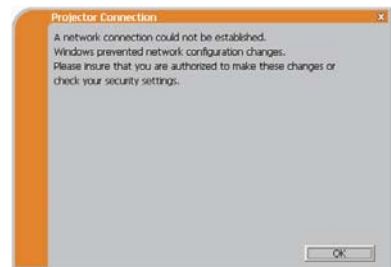 Projector Connection
X
A network connection could not be established.
Windows prevented network configuration changes.
Please insure that you are authorized to make these changes or
check your security settings.
OK